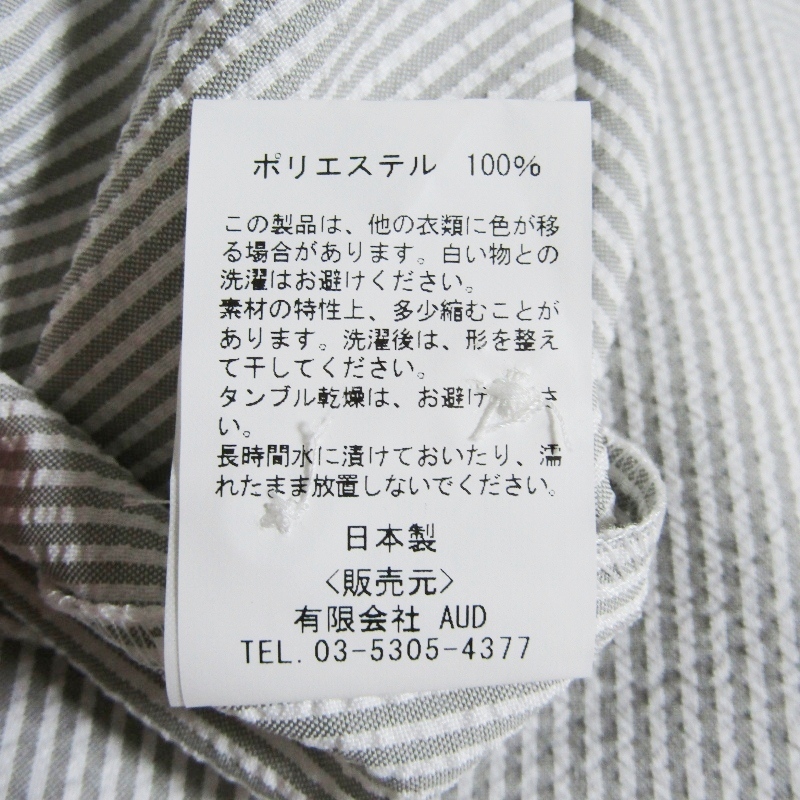 ポリエステル 100%
この製品は、他の衣類に色が移
る場合があります。白い物との
洗濯はお避けください。
素材の特性上、多少縮むことが
あります。洗濯後は、形を整え
て干してください。
タンブル乾燥は、お避け さ
い。
長時間水に漬けておいたり、濡
れたまま放置しないでください。
日本製
<販売元>
有限会社 AUD
TEL. 03-5305-4377